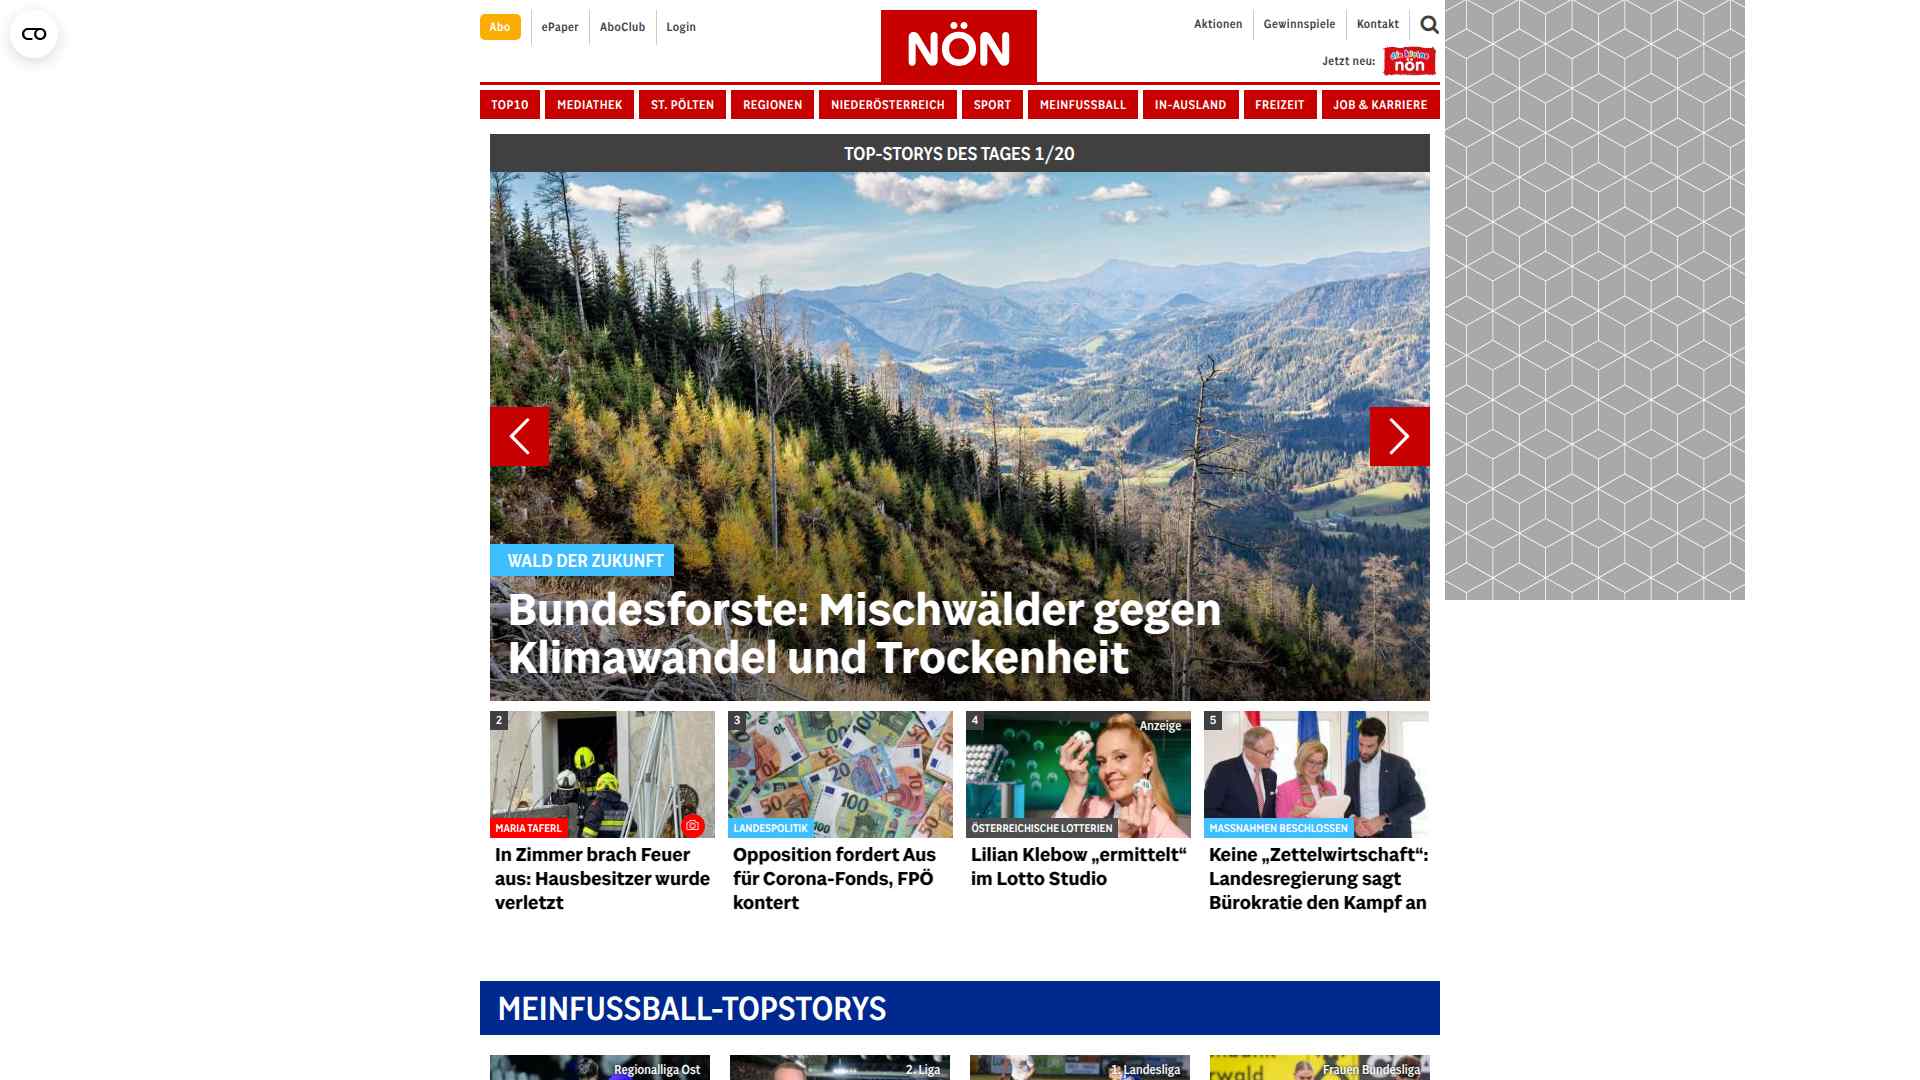 Abo
ePaper
AboClub
Login
NÖN
Aktionen
Gewinnspiele
Kontakt
Jetzt neu:
die kleine
nön
TOP10
MEDIATHEK
ST. PÖLTEN
REGIONEN
NIEDERÖSTERREICH
SPORT
MEINFUSSBALL
IN-AUSLAND
FREIZEIT
JOB & KARRIERE
TOP-STORYS DES TAGES 1/20
WALD DER ZUKUNFT
Bundesforste: Mischwälder gegen
Klimawandel und Trockenheit
2
MARIA TAFERL
In Zimmer brach Feuer
aus: Hausbesitzer wurde
verletzt
3
LANDESPOLITIK
Opposition fordert Aus
für Corona-Fonds, FPÖ
kontert
4
Anzeige
ÖSTERREICHISCHE LOTTERIEN
Lilian Klebow „ermittelt“
im Lotto Studio
5
MASSNAHMEN BESCHLOSSEN
Keine „Zettelwirtschaft“:
Landesregierung sagt
Bürokratie den Kampf an
MEINFUSSBALL-TOPSTORYS
Regionalliga Ost
2. Liga
1. Landesliga
Frauen Bundesliga